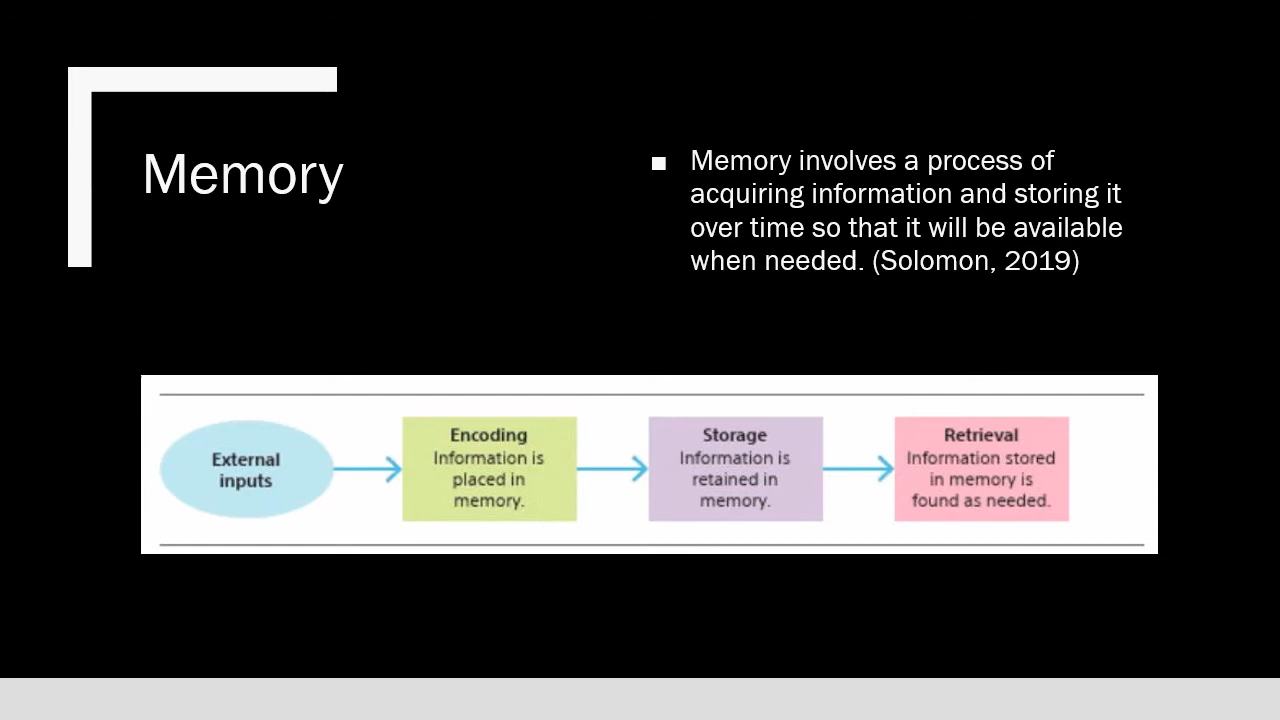 Memory
■ Memory involves a process of
acquiring information and storing it
over time so that it will be available
when needed. (Solomon, 2019)
External
inputs
Encoding
Information is
placed in
memory.
Storage
Information is
retained in
memory.
Retrieval
Information stored
in memory is
found as needed.